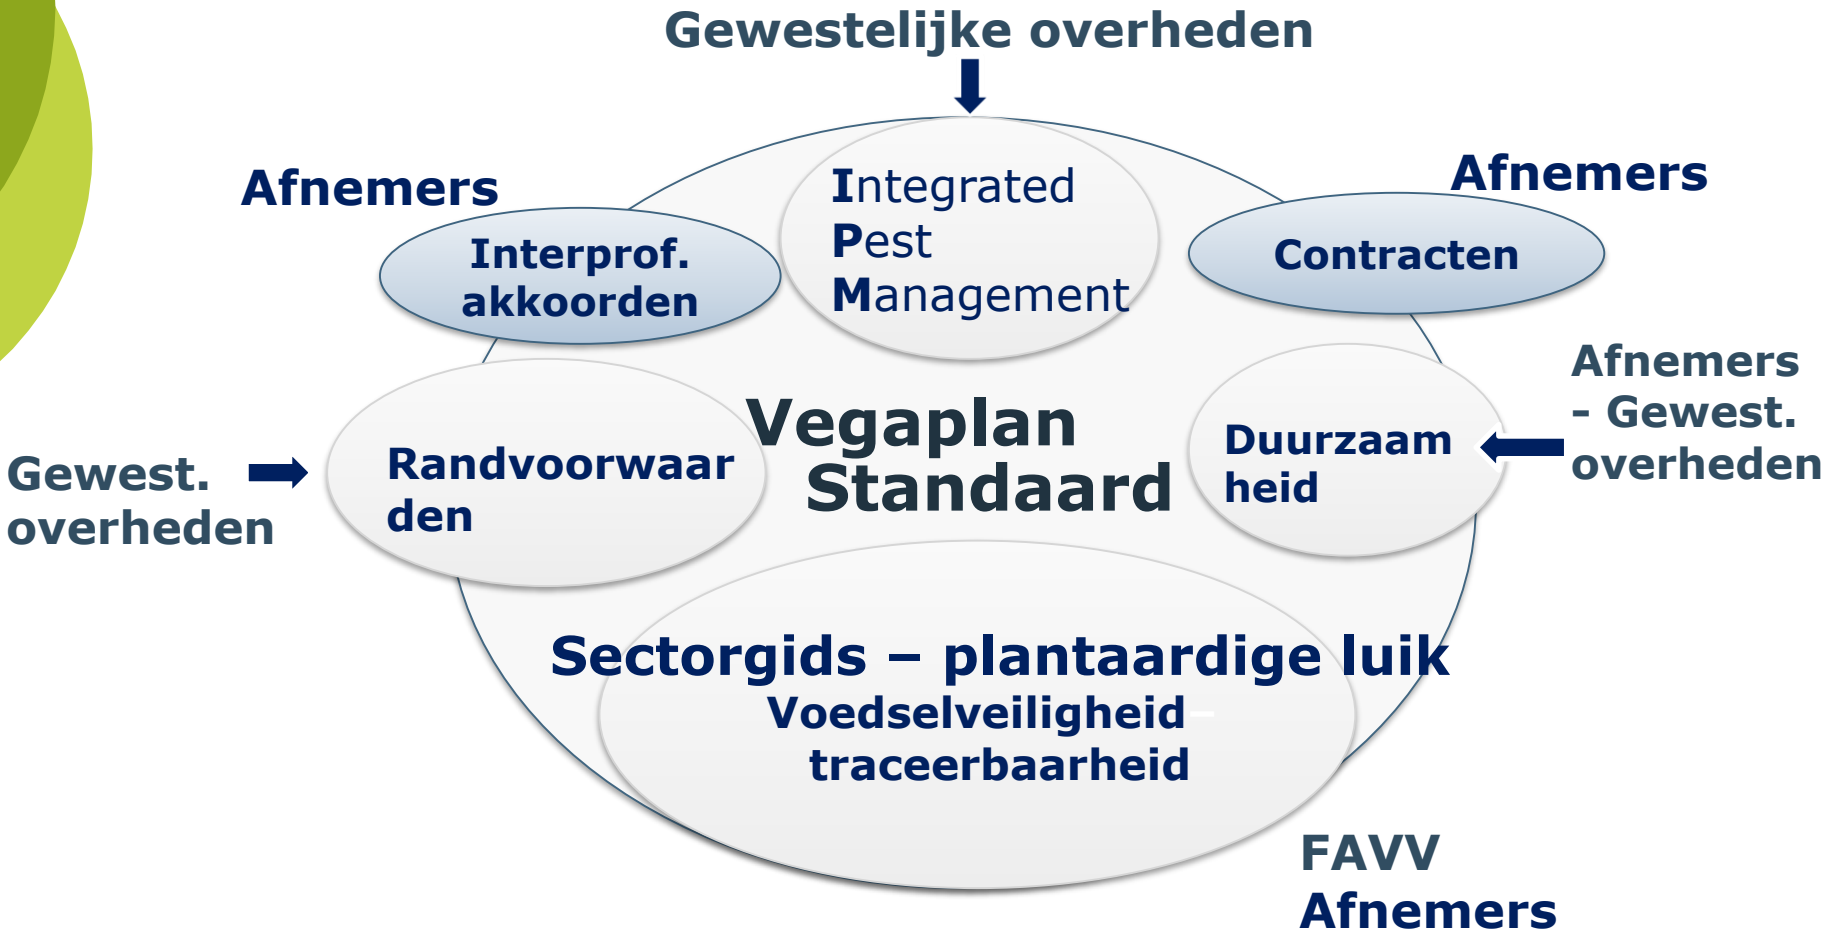 Gewestelijke overheden
Afnemers
Afnemers
Interprof.
akkoorden
Integrated
Pest
Management
Contracten
Gewest.
overheden
Randvoorwaar
den
Vegaplan
Standaard
Duurzaam
heid
Afnemers
- Gewest.
overheden
Sectorgids – plantaardige luik
Voedselveiligheid–
traceerbaarheid
FAVV
Afnemers